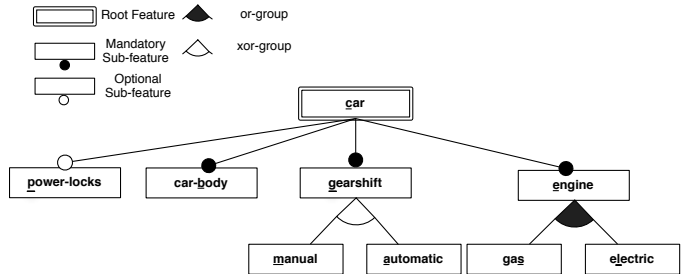 Root Feature
or-group
Mandatory
Sub-feature
xor-group
Optional
Sub-feature
car
power-locks
car-body
gearshift
engine
manual
automatic
gas
electric